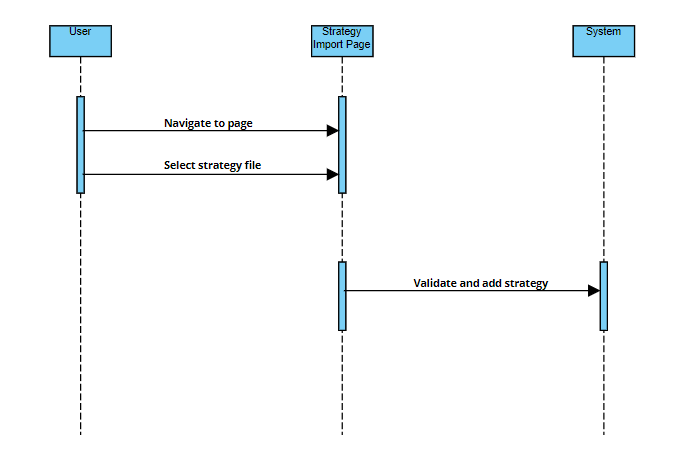 User
Strategy
Import Page
System
Navigate to page
Select strategy file
Validate and add strategy